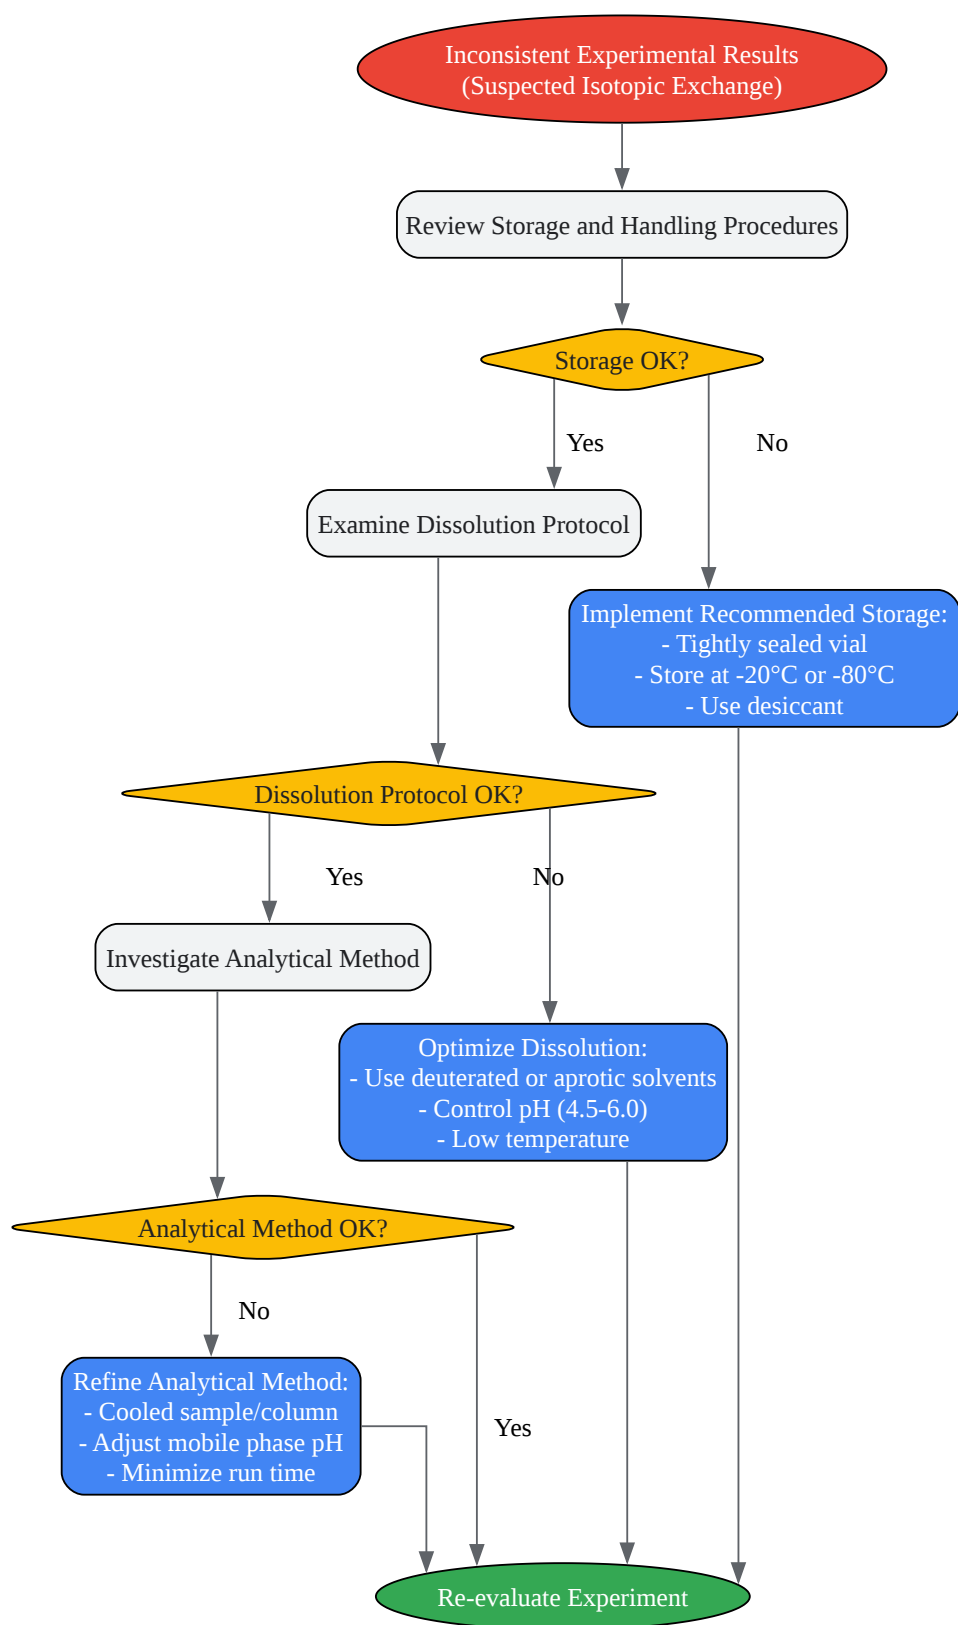 Inconsistent Experimental Results
(Suspected Isotopic Exchange)
Review Storage and Handling Procedures
Storage OK?
Yes
No
Examine Dissolution Protocol
Implement Recommended Storage:
- Tightly sealed vial
- Store at -20°C or -80°C
- Use desiccant
Dissolution Protocol OK?
Yes
No
Investigate Analytical Method
Optimize Dissolution:
- Use deuterated or aprotic solvents
- Control pH (4.5-6.0)
- Low temperature
Analytical Method OK?
No
Refine Analytical Method:
- Cooled sample/column
- Adjust mobile phase pH
- Minimize run time
Yes
Re-evaluate Experiment